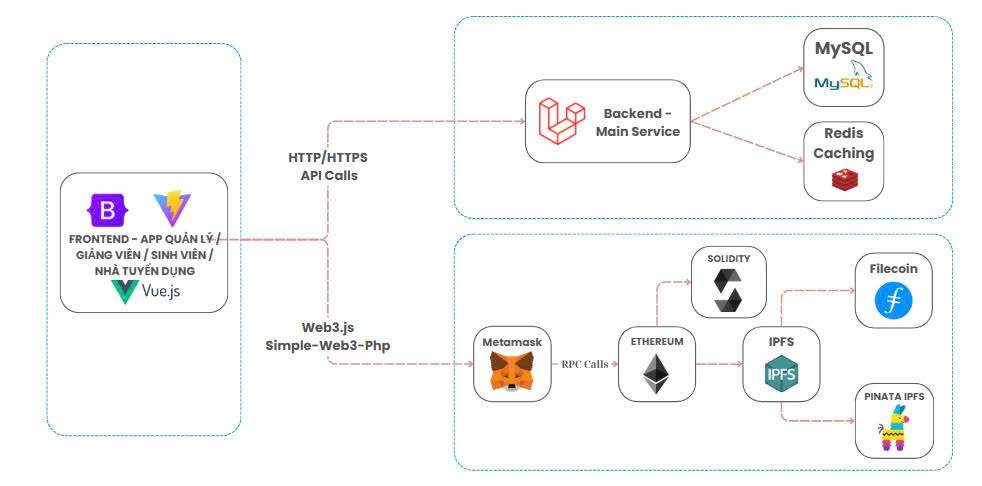 MySQL
MySQL
Backend -
Main Service
Redis
Caching
HTTP/HTTPS
API Calls
B
FRONTEND - APP QUẢN LÝ /
GIẢNG VIÊN / SINH VIÊN /
NHÀ TUYỂN DỤNG
Vue.js
Web3.js
Simple-Web3-Php
Metamask
RPC Calls
ETHEREUM
SOLIDITY
IPFS
IPFS
Filecoin
PINATA IPFS